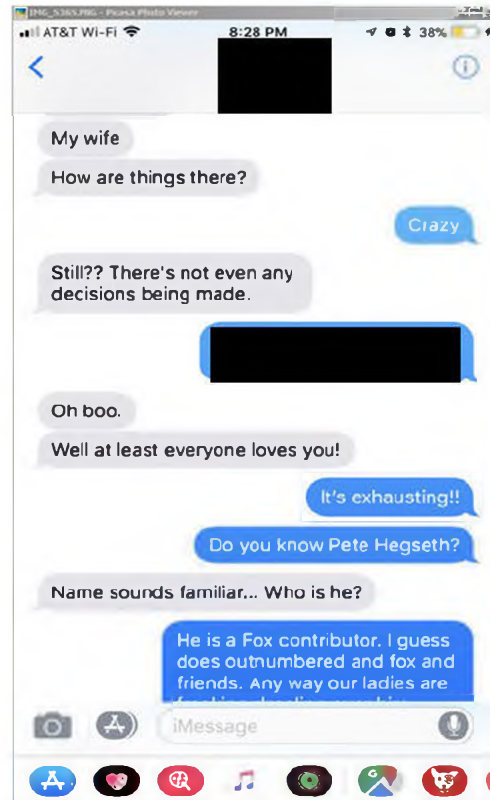 IMG_5365.PNG - Picasa Photo Viewer
AT&T Wi-Fi
8:28 PM
38%
My wife
How are things there?
Crazy
Still?? There's not even any
decisions being made.
Oh boo.
Well at least everyone loves you!
It's exhausting!!
Do you know Pete Hegseth?
Name sounds familiar... Who is he?
He is a Fox contributor. I guess
does outnumbered and fox and
friends. Any way our ladies are
iMessage
G